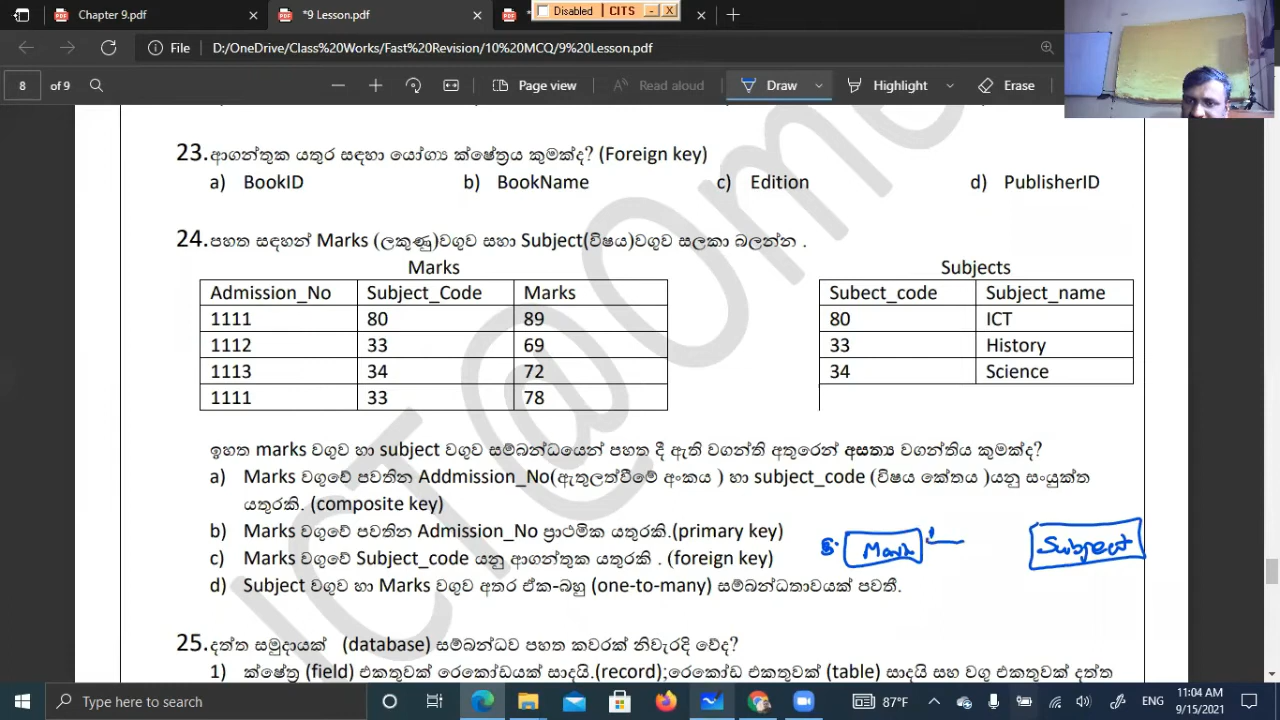 Chapter 9.pdf
*9 Lesson.pdf
Disabled CITS
File D:/OneDrive/Class%20Works/Fast%20Revision/10%20MCQ/9%20Lesson.pdf
8 of 9 Page view Read aloud Draw Highlight Erase
23. ආගන්තුක යතුර සඳහා යෝග්‍ය ක්ෂේත්‍රය කුමක්ද? (Foreign key)
a) BookID b) BookName c) Edition d) PublisherID
24. පහත සඳහන් Marks (ලකුණු)වගුව සහා Subject(විෂය)වගුව සලකා බලන්න .
Marks Subjects
Admission_No Subject_Code Marks Subect_code Subject_name
1111 80 89 80 ICT
1112 33 69 33 History
1113 34 72 34 Science
1111 33 78
ඉහත marks වගුව හා subject වගුව සම්බන්ධයෙන් පහත දී ඇති වගන්ති අතුරෙන් අසත්‍ය වගන්තිය කුමක්ද?
a) Marks වගුවේ පවතින Addmission_No(ඇතුලත්වීමේ අංකය ) හා subject_code (විෂය කේතය )යනු සංයුක්ත
යතුරකි. (composite key)
b) Marks වගුවේ පවතින Admission_No ප්‍රාථමික යතුරකි.(primary key)
Mark 1 Subject
c) Marks වගුවේ Subject_code යනු ආගන්තුක යතුරකි . (foreign key)
d) Subject වගුව හා Marks වගුව අතර ඒක-බහු (one-to-many) සම්බන්ධතාවයක් පවතී.
25. දත්ත සමුදායක් (database) සම්බන්ධව පහත කවරක් නිවැරදි වේද?
1) ක්ෂේත්‍ර (field) එකතුවක් රෙකෝඩයක් සාදයි.(record);රෙකෝඩ එකතුවක් (table) සාදයි සහ වගු එකතුවක් දත්ත
ICT@Ome
Type here to search
87°F ENG 11:04 AM
9/15/2021